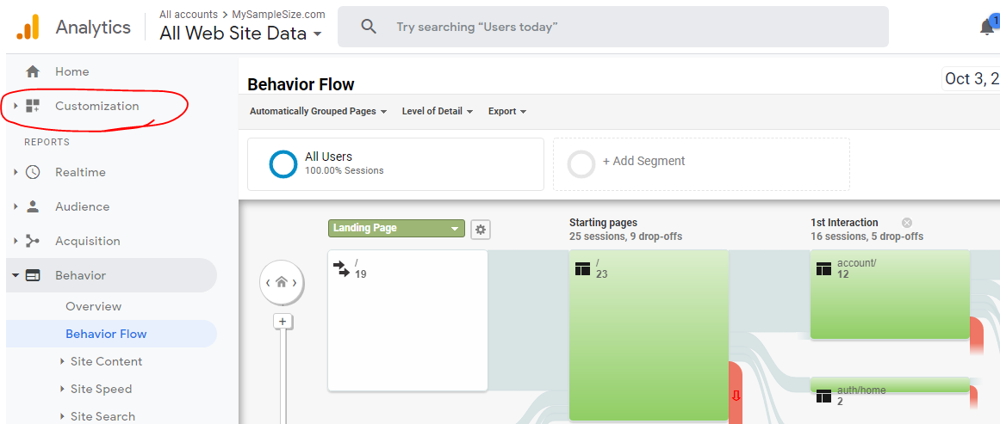 Analytics
All accounts > MySampleSize.com
All Web Site Data
Try searching “Users today”
1
Home
Customization
REPORTS
Realtime
Audience
Acquisition
Behavior
Overview
Behavior Flow
Site Content
Site Speed
Site Search
Behavior Flow
Oct 3, 2
Automatically Grouped Pages
Level of Detail
Export
All Users
100.00% Sessions
+ Add Segment
Landing Page
Starting pages
25 sessions, 9 drop-offs
1st Interaction
16 sessions, 5 drop-offs
/
19
/
23
account/
12
auth/home
2
+